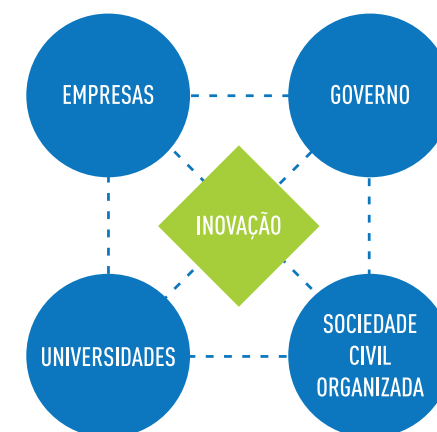 EMPRESAS
GOVERNO
INOVAÇÃO
UNIVERSIDADES
SOCIEDADE
CIVIL
ORGANIZADA